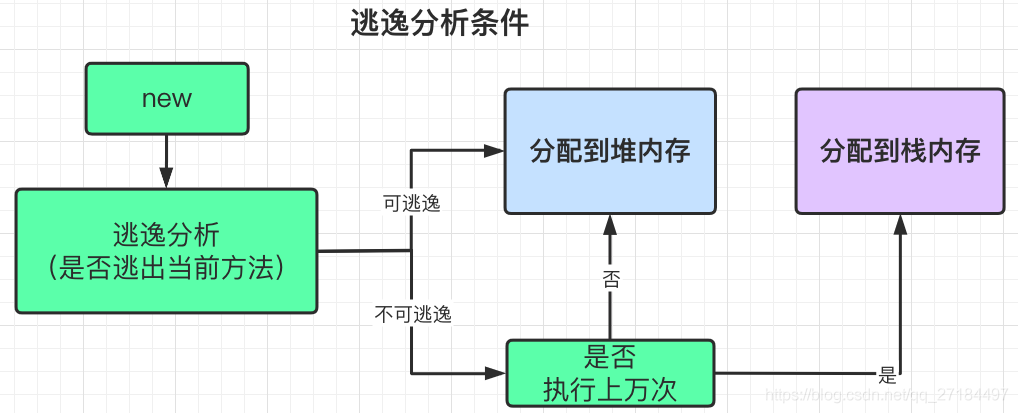 逃逸分析条件
new
逃逸分析
（是否逃出当前方法）
可逃逸
不可逃逸
分配到堆内存
分配到栈内存
否
是否
执行上万次
是
https://blog.csdn.net/qq_27184497